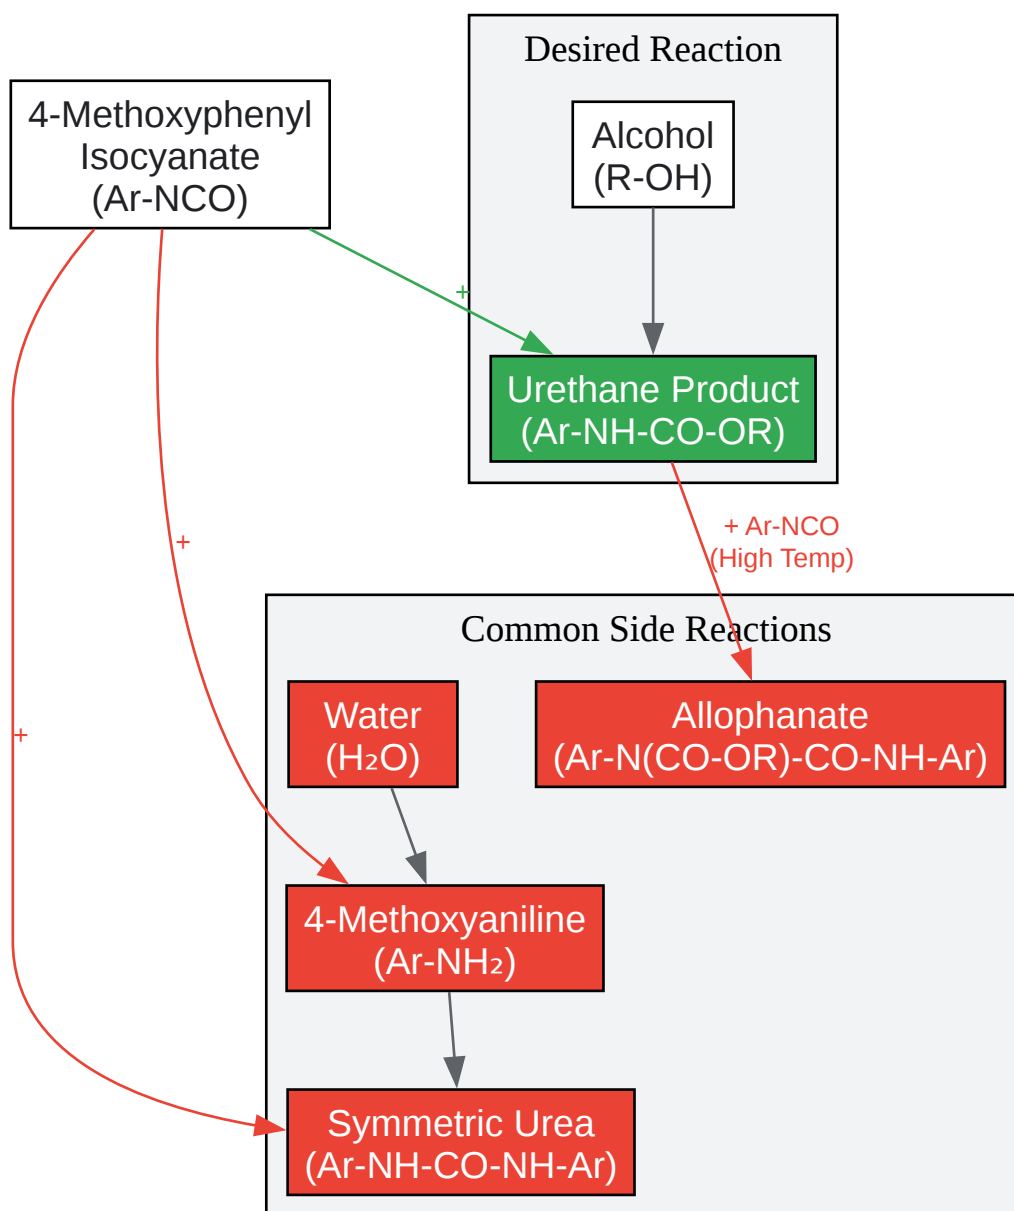 Desired Reaction
4-Methoxyphenyl
Isocyanate
(Ar-NCO)
Alcohol
(R-OH)
+
Urethane Product
(Ar-NH-CO-OR)
+ Ar-NCO
(High Temp)
+
Common Side Reactions
Water
(H₂O)
Allophanate
(Ar-N(CO-OR)-CO-NH-Ar)
+
4-Methoxyaniline
(Ar-NH₂)
Symmetric Urea
(Ar-NH-CO-NH-Ar)